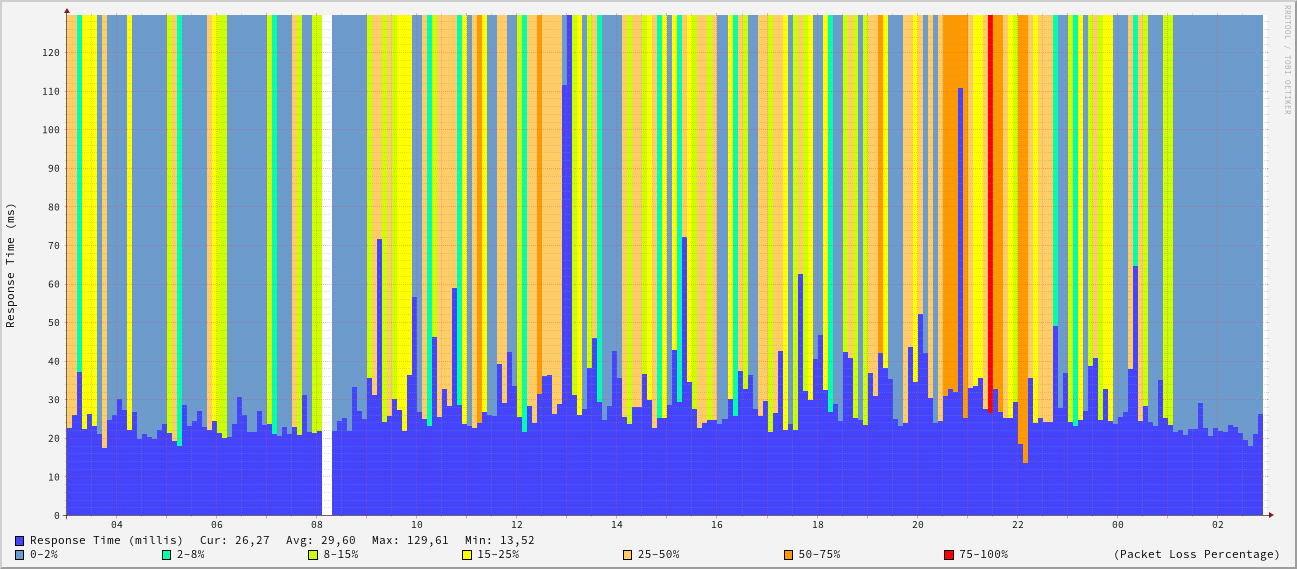 RRDTOOL / TOBI OETIKER
Response Time (ms)
120
110
100
90
80
70
60
50
40
30
20
10
0
04 06 08 10 12 14 16 18 20 22 00 02
Response Time (millis) Cur: 26,27 Avg: 29,60 Max: 129,61 Min: 13,52
0-2% 2-8% 8-15% 15-25% 25-50% 50-75% 75-100% (Packet Loss Percentage)